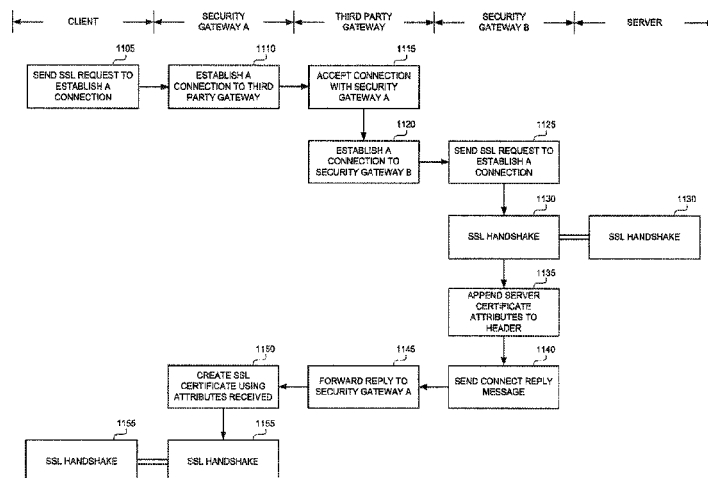 CLIENT
SECURITY
GATEWAY A
THIRD PARTY
GATEWAY
SECURITY
GATEWAY B
SERVER
1105
SEND SSL REQUEST TO
ESTABLISH A
CONNECTION
1110
ESTABLISH A
CONNECTION TO THIRD
PARTY GATEWAY
1115
ACCEPT CONNECTION
WITH SECURITY
GATEWAY A
1120
ESTABLISH A
CONNECTION TO
SECURITY GATEWAY B
1125
SEND SSL REQUEST TO
ESTABLISH A
CONNECTION
1130
SSL HANDSHAKE
1130
SSL HANDSHAKE
1135
APPEND SERVER
CERTIFICATE
ATTRIBUTES TO
HEADER
1140
SEND CONNECT REPLY
MESSAGE
1145
FORWARD REPLY TO
SECURITY GATEWAY A
1150
CREATE SSL
CERTIFICATE USING
ATTRIBUTES RECEIVED
1155
SSL HANDSHAKE
1155
SSL HANDSHAKE